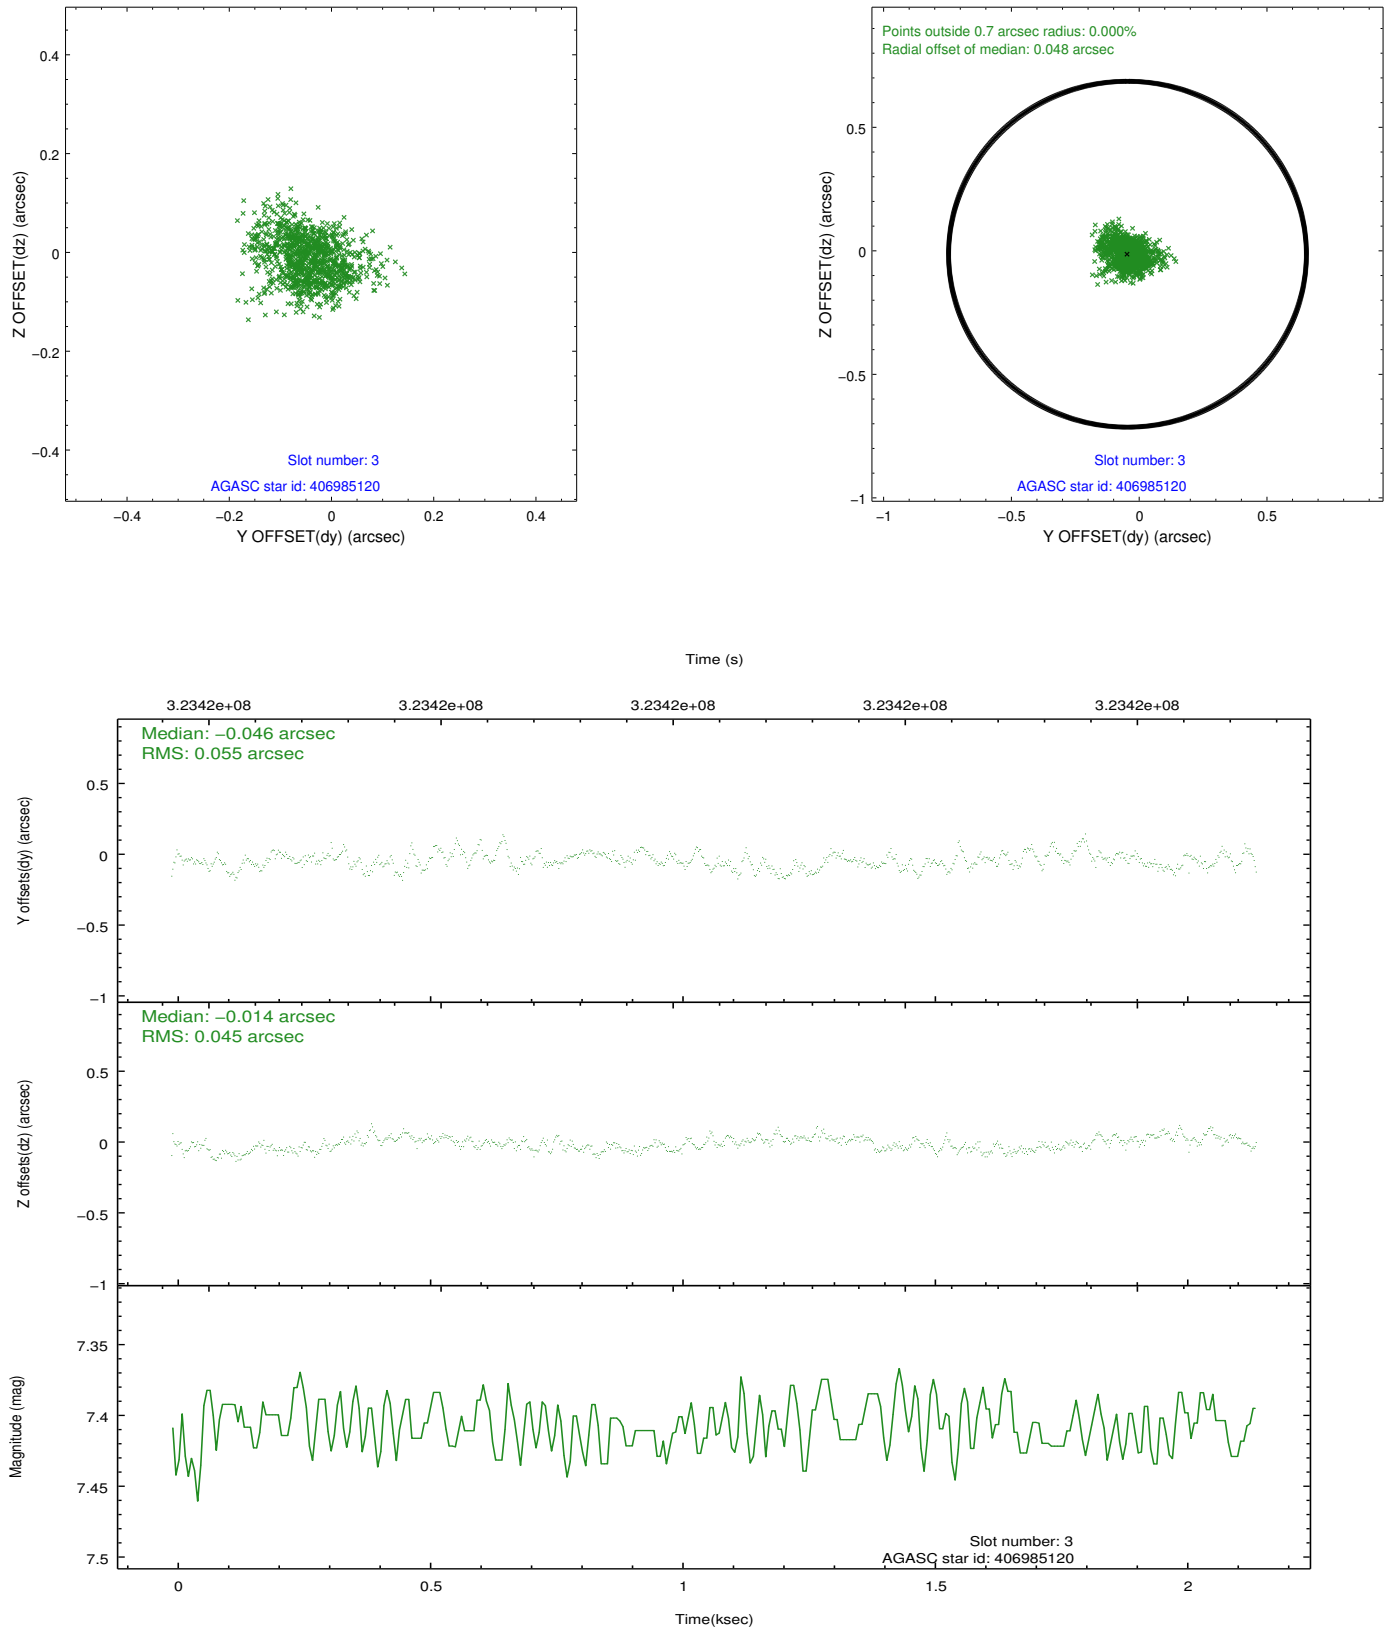 0.4
0.2
0
−0.2
−0.4
Z OFFSET(dz) (arcsec)
Slot number: 3
AGASC star id: 406985120
−0.4
−0.2
0
0.2
0.4
Y OFFSET(dy) (arcsec)
Points outside 0.7 arcsec radius: 0.000%
Radial offset of median: 0.048 arcsec
0.5
0
−0.5
−1
Z OFFSET(dz) (arcsec)
Slot number: 3
AGASC star id: 406985120
−1
−0.5
0
0.5
Y OFFSET(dy) (arcsec)
Time (s)
3.2342e+08
3.2342e+08
3.2342e+08
3.2342e+08
3.2342e+08
Median: −0.046 arcsec
RMS: 0.055 arcsec
0.5
0
−0.5
−1
Y offsets(dy) (arcsec)
Median: −0.014 arcsec
RMS: 0.045 arcsec
0.5
0
−0.5
−1
Z offsets(dz) (arcsec)
7.35
7.4
7.45
7.5
Magnitude (mag)
Slot number: 3
AGASC star id: 406985120
0
0.5
1
1.5
2
Time(ksec)